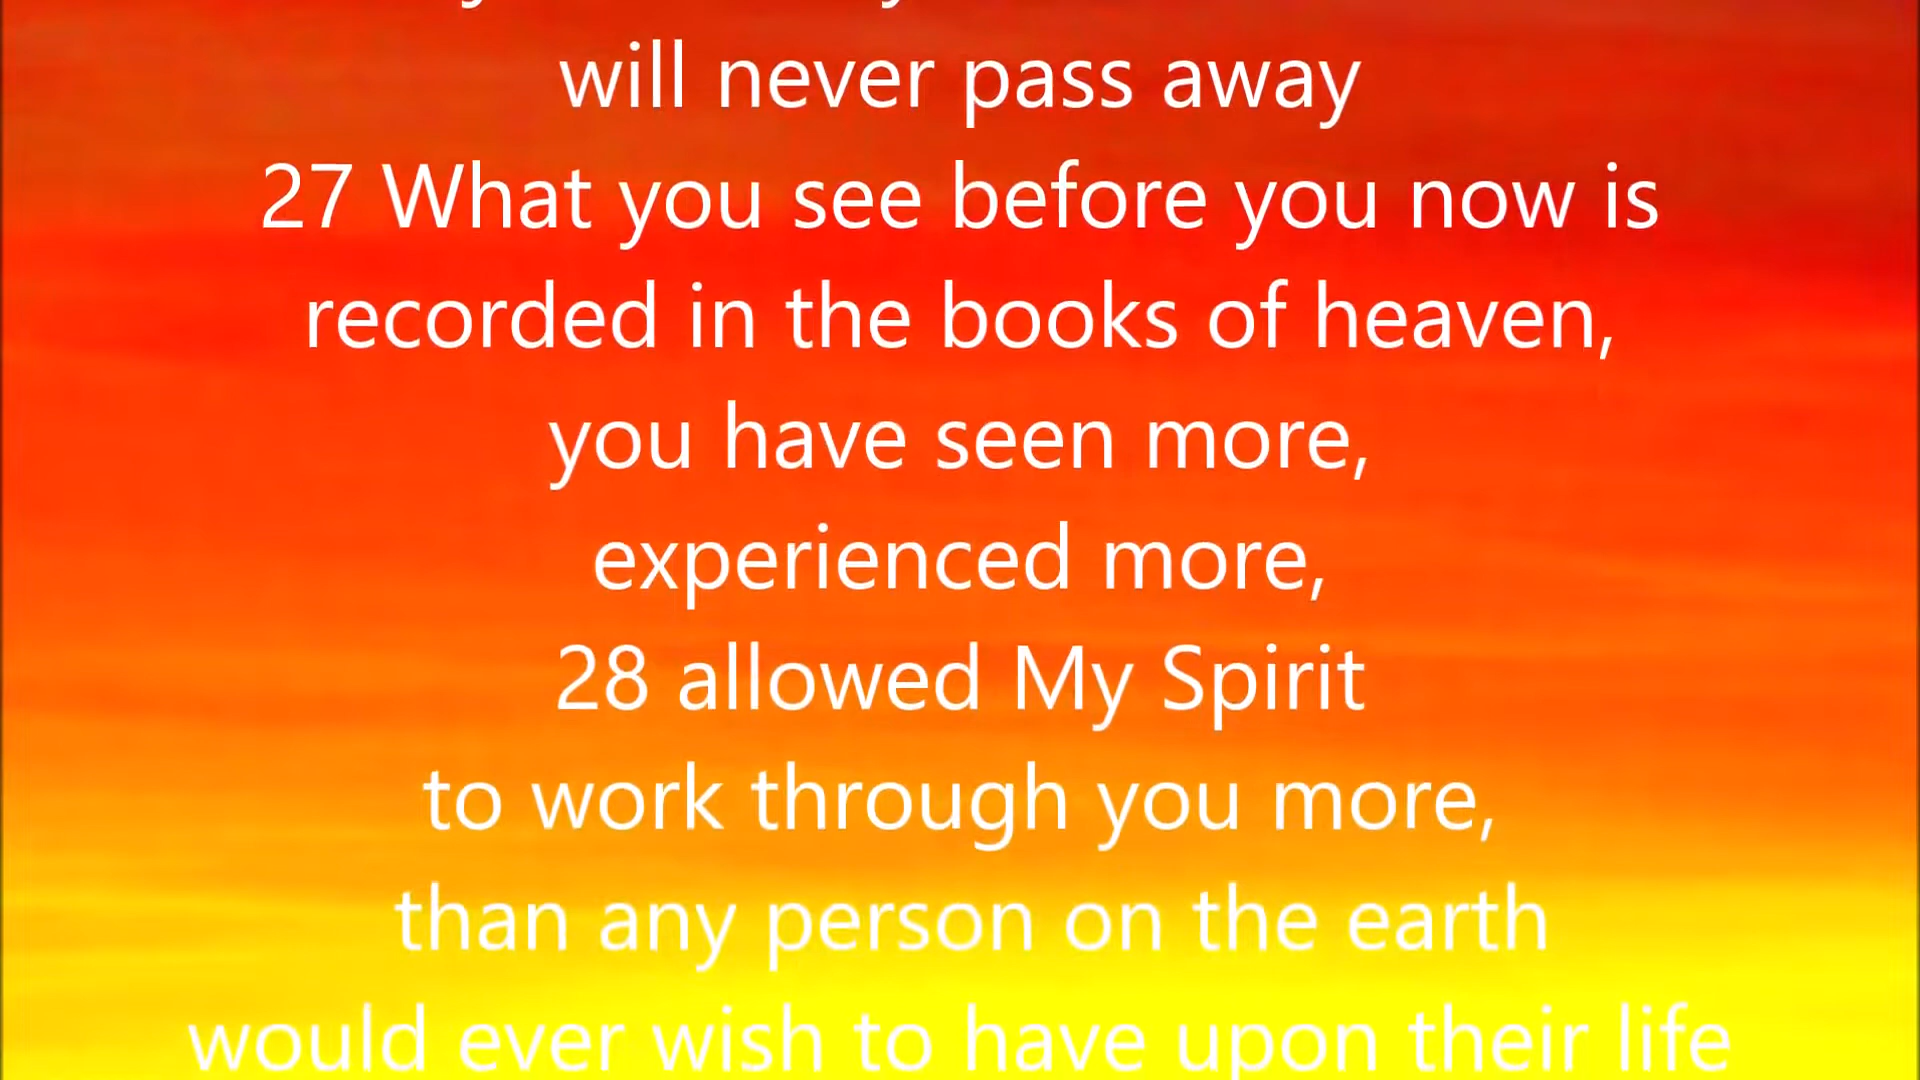 will never pass away
27 What you see before you now is
recorded in the books of heaven,
you have seen more,
experienced more,
28 allowed My Spirit
to work through you more,
than any person on the earth
would ever wish to have upon their life